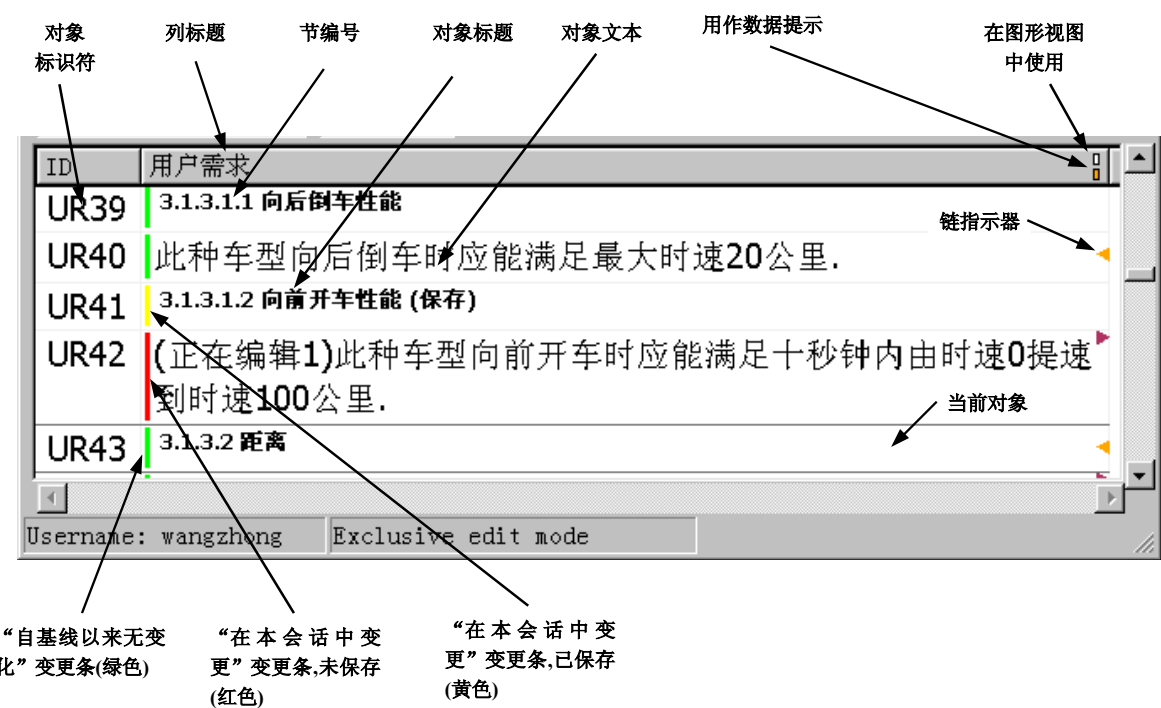 对象
标识符
列标题
节编号
对象标题
对象文本
用作数据提示
在图形视图
中使用
ID
用户需求
UR39
3.1.3.1.1 向后倒车性能
链指示器
UR40
此种车型向后倒车时应能满足最大时速20公里.
UR41
3.1.3.1.2 向前开车性能 (保存)
UR42
(正在编辑1)此种车型向前开车时应能满足十秒钟内由时速0提速
到时速100公里.
当前对象
UR43
3.1.3.2 距离
Username: wangzhong
Exclusive edit mode
“自基线以来无变
化”变更条(绿色)
“在本会话中变
更”变更条,未保存
(红色)
“在本会话中变
更”变更条,已保存
(黄色)